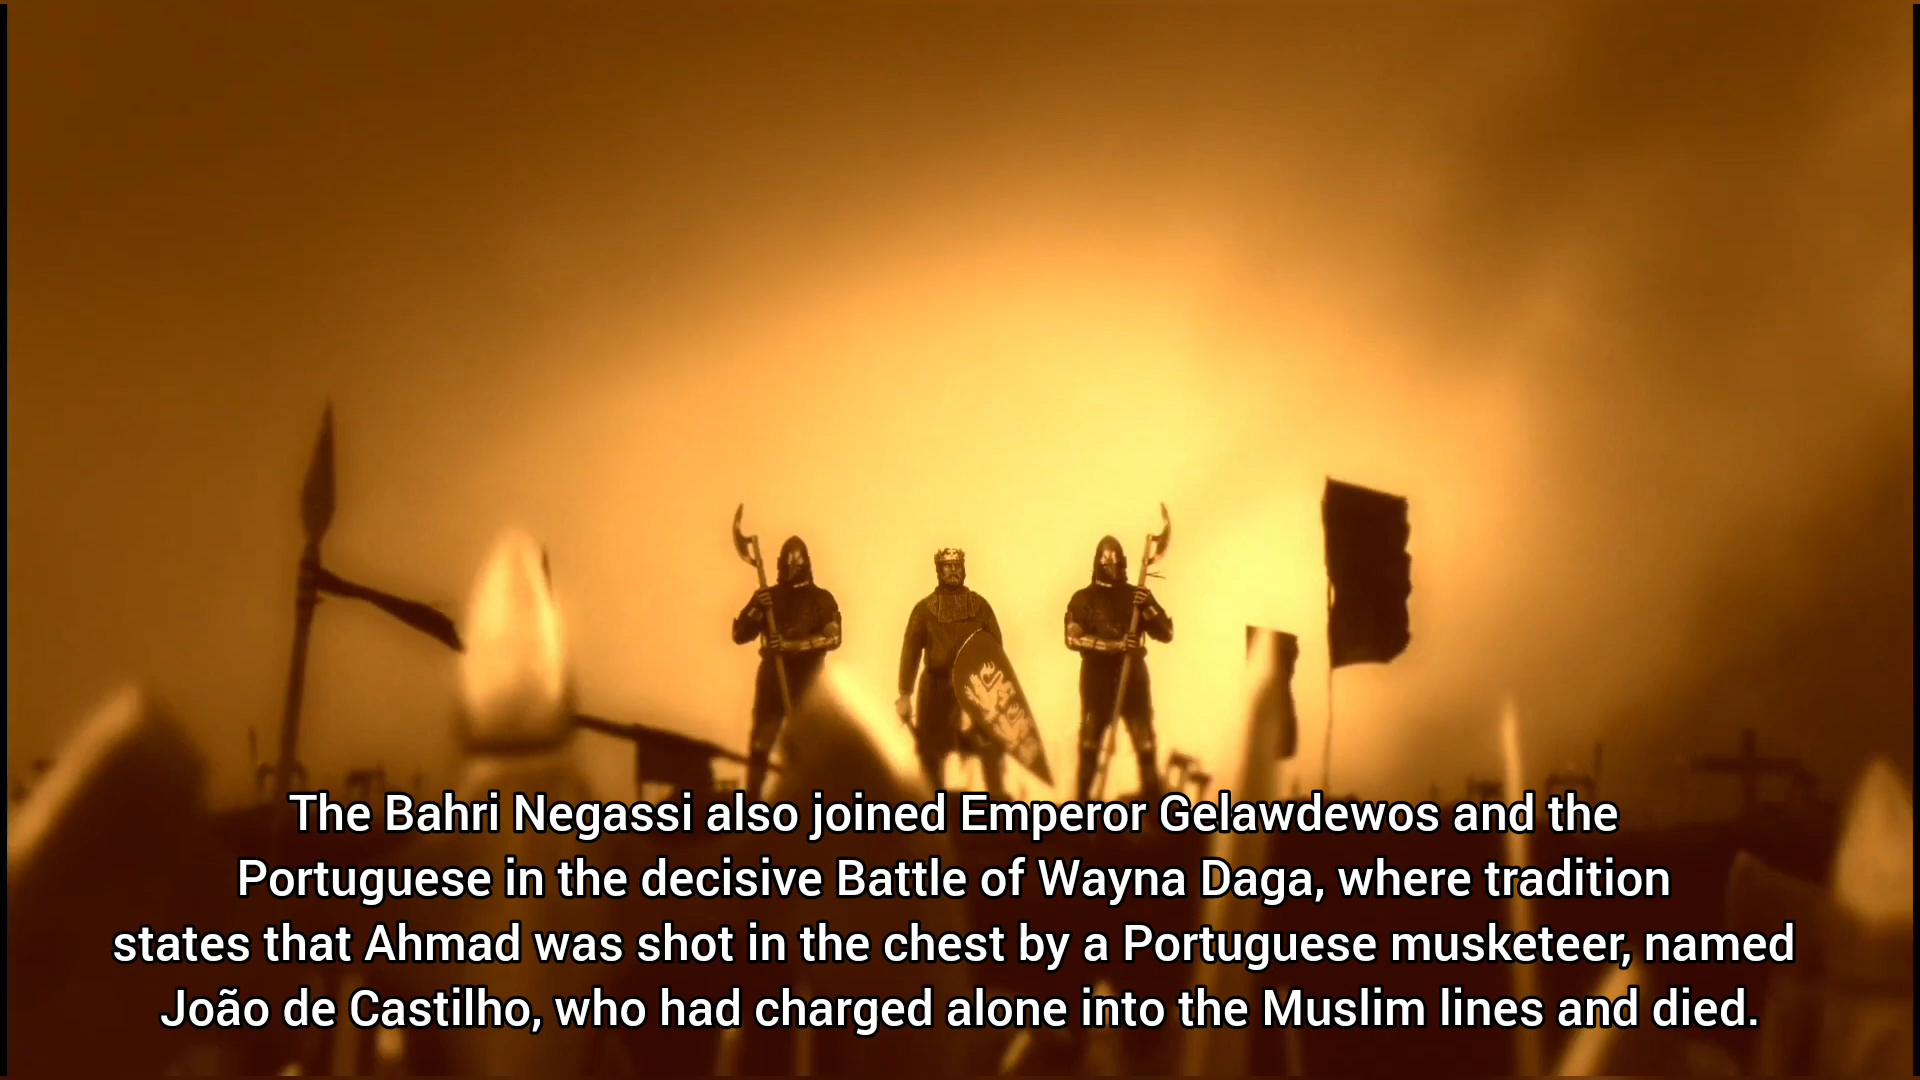 The Bahri Negassi also joined Emperor Gelawdewos and the
Portuguese in the decisive Battle of Wayna Daga, where tradition
states that Ahmad was shot in the chest by a Portuguese musketeer, named
João de Castilho, who had charged alone into the Muslim lines and died.